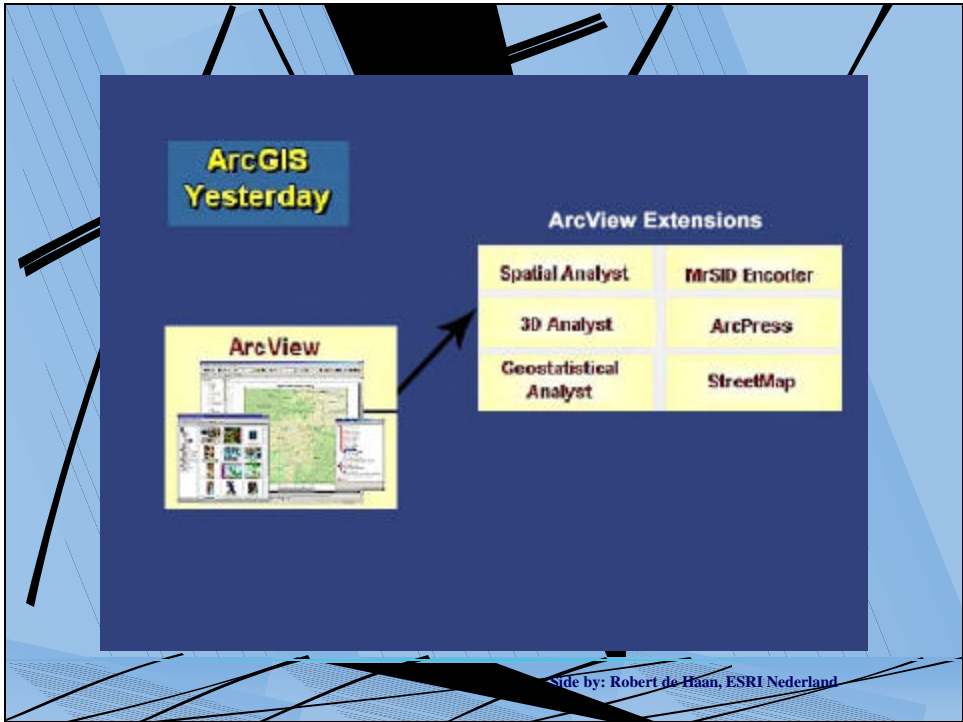 ArcGIS
Yesterday
ArcView Extensions
Spatial Analyst
MrSID Encoder
3D Analyst
ArcPress
Geostatistical
Analyst
StreetMap
ArcView
Side by: Robert de Haan, ESRI Nederland